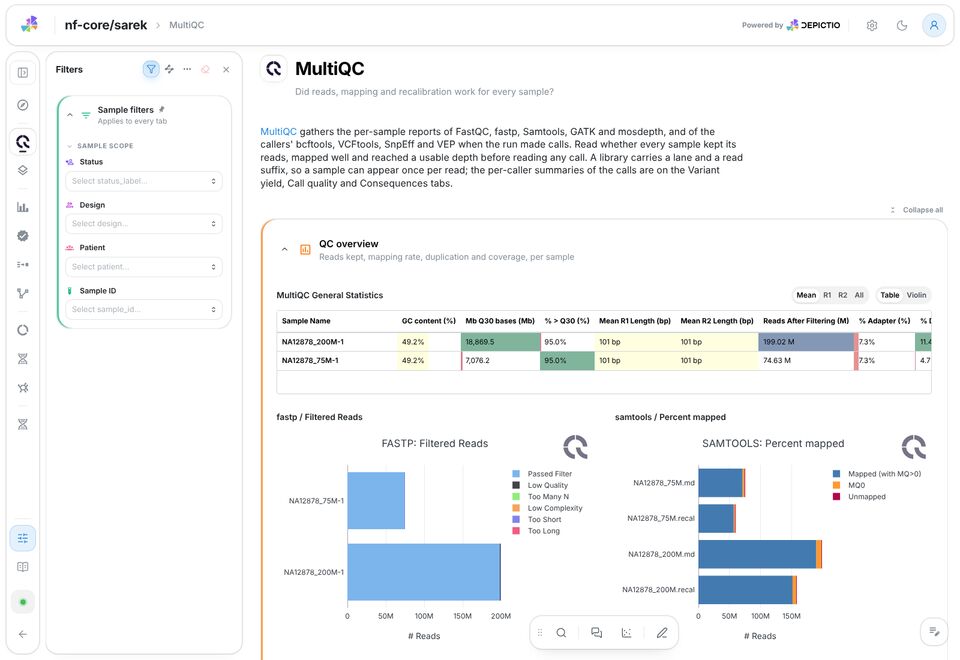 nf-core/sarek
MultiQC
Powered by
DEPICTIO
Filters
Sample filters
Applies to every tab
SAMPLE SCOPE
Status
Select status_label...
Design
Select design...
Patient
Select patient...
Sample ID
Select sample_id...
MultiQC
Did reads, mapping and recalibration work for every sample?
MultiQC gathers the per-sample reports of FastQC, fastp, Samtools, GATK and mosdepth, and of the
callers' bcftools, VCFtools, SnpEff and VEP when the run made calls. Read whether every sample kept its
reads, mapped well and reached a usable depth before reading any call. A library carries a lane and a read
suffix, so a sample can appear once per read; the per-caller summaries of the calls are on the Variant
yield, Call quality and Consequences tabs.
Collapse all
QC overview
Reads kept, mapping rate, duplication and coverage, per sample
MultiQC General Statistics
Mean R1 R2 All
Table Violin
Sample Name GC content (%) Mb Q30 bases (Mb) % > Q30 (%) Mean R1 Length (bp) Mean R2 Length (bp) Reads After Filtering (M) % Adapter (%) %
NA12878_200M-1 49.2% 18,869.5 95.0% 101 bp 101 bp 199.02 M 7.3% 11.4
NA12878_75M-1 49.2% 7,076.2 95.0% 101 bp 101 bp 74.63 M 7.3% 4.7
fastp / Filtered Reads
FASTP: Filtered Reads
NA12878_75M-1
NA12878_200M-1
0 50M 100M 150M 200M
# Reads
Passed Filter
Low Quality
Too Many N
Low Complexity
Too Short
Too Long
samtools / Percent mapped
SAMTOOLS: Percent mapped
NA12878_75M.md
NA12878_75M.recal
NA12878_200M.md
NA12878_200M.recal
0 50M 100M 150M
# Reads
Mapped (with MQ>0)
MQ0
Unmapped